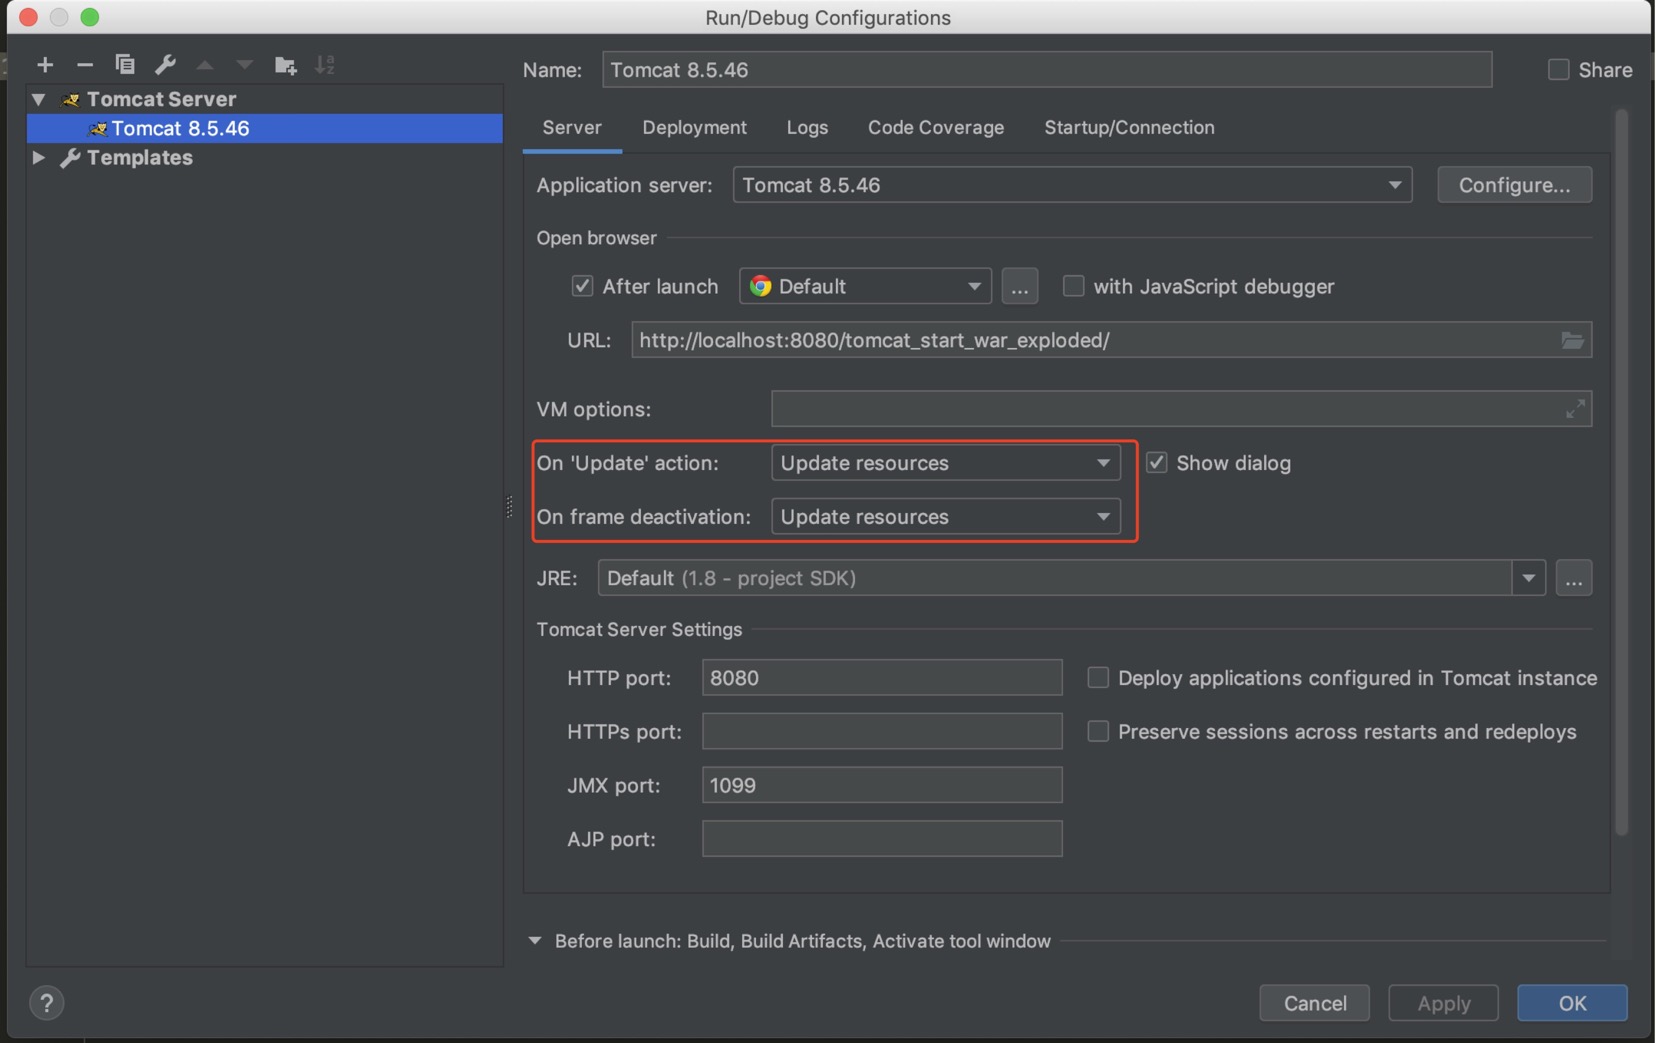 Run/Debug Configurations
Name: Tomcat 8.5.46 Share
Tomcat Server
Tomcat 8.5.46
Templates
Server Deployment Logs Code Coverage Startup/Connection
Application server: Tomcat 8.5.46 Configure...
Open browser
After launch Default ... with JavaScript debugger
URL: http://localhost:8080/tomcat_start_war_exploded/
VM options:
On 'Update' action: Update resources Show dialog
On frame deactivation: Update resources
JRE: Default (1.8 - project SDK) ...
Tomcat Server Settings
HTTP port: 8080 Deploy applications configured in Tomcat instance
HTTPs port: Preserve sessions across restarts and redeploys
JMX port: 1099
AJP port:
Before launch: Build, Build Artifacts, Activate tool window
? Cancel Apply OK